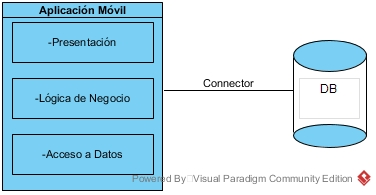 Aplicación Móvil
-Presentación
-Lógica de Negocio
-Acceso a Datos
Connector
DB
Powered By Visual Paradigm Community Edition